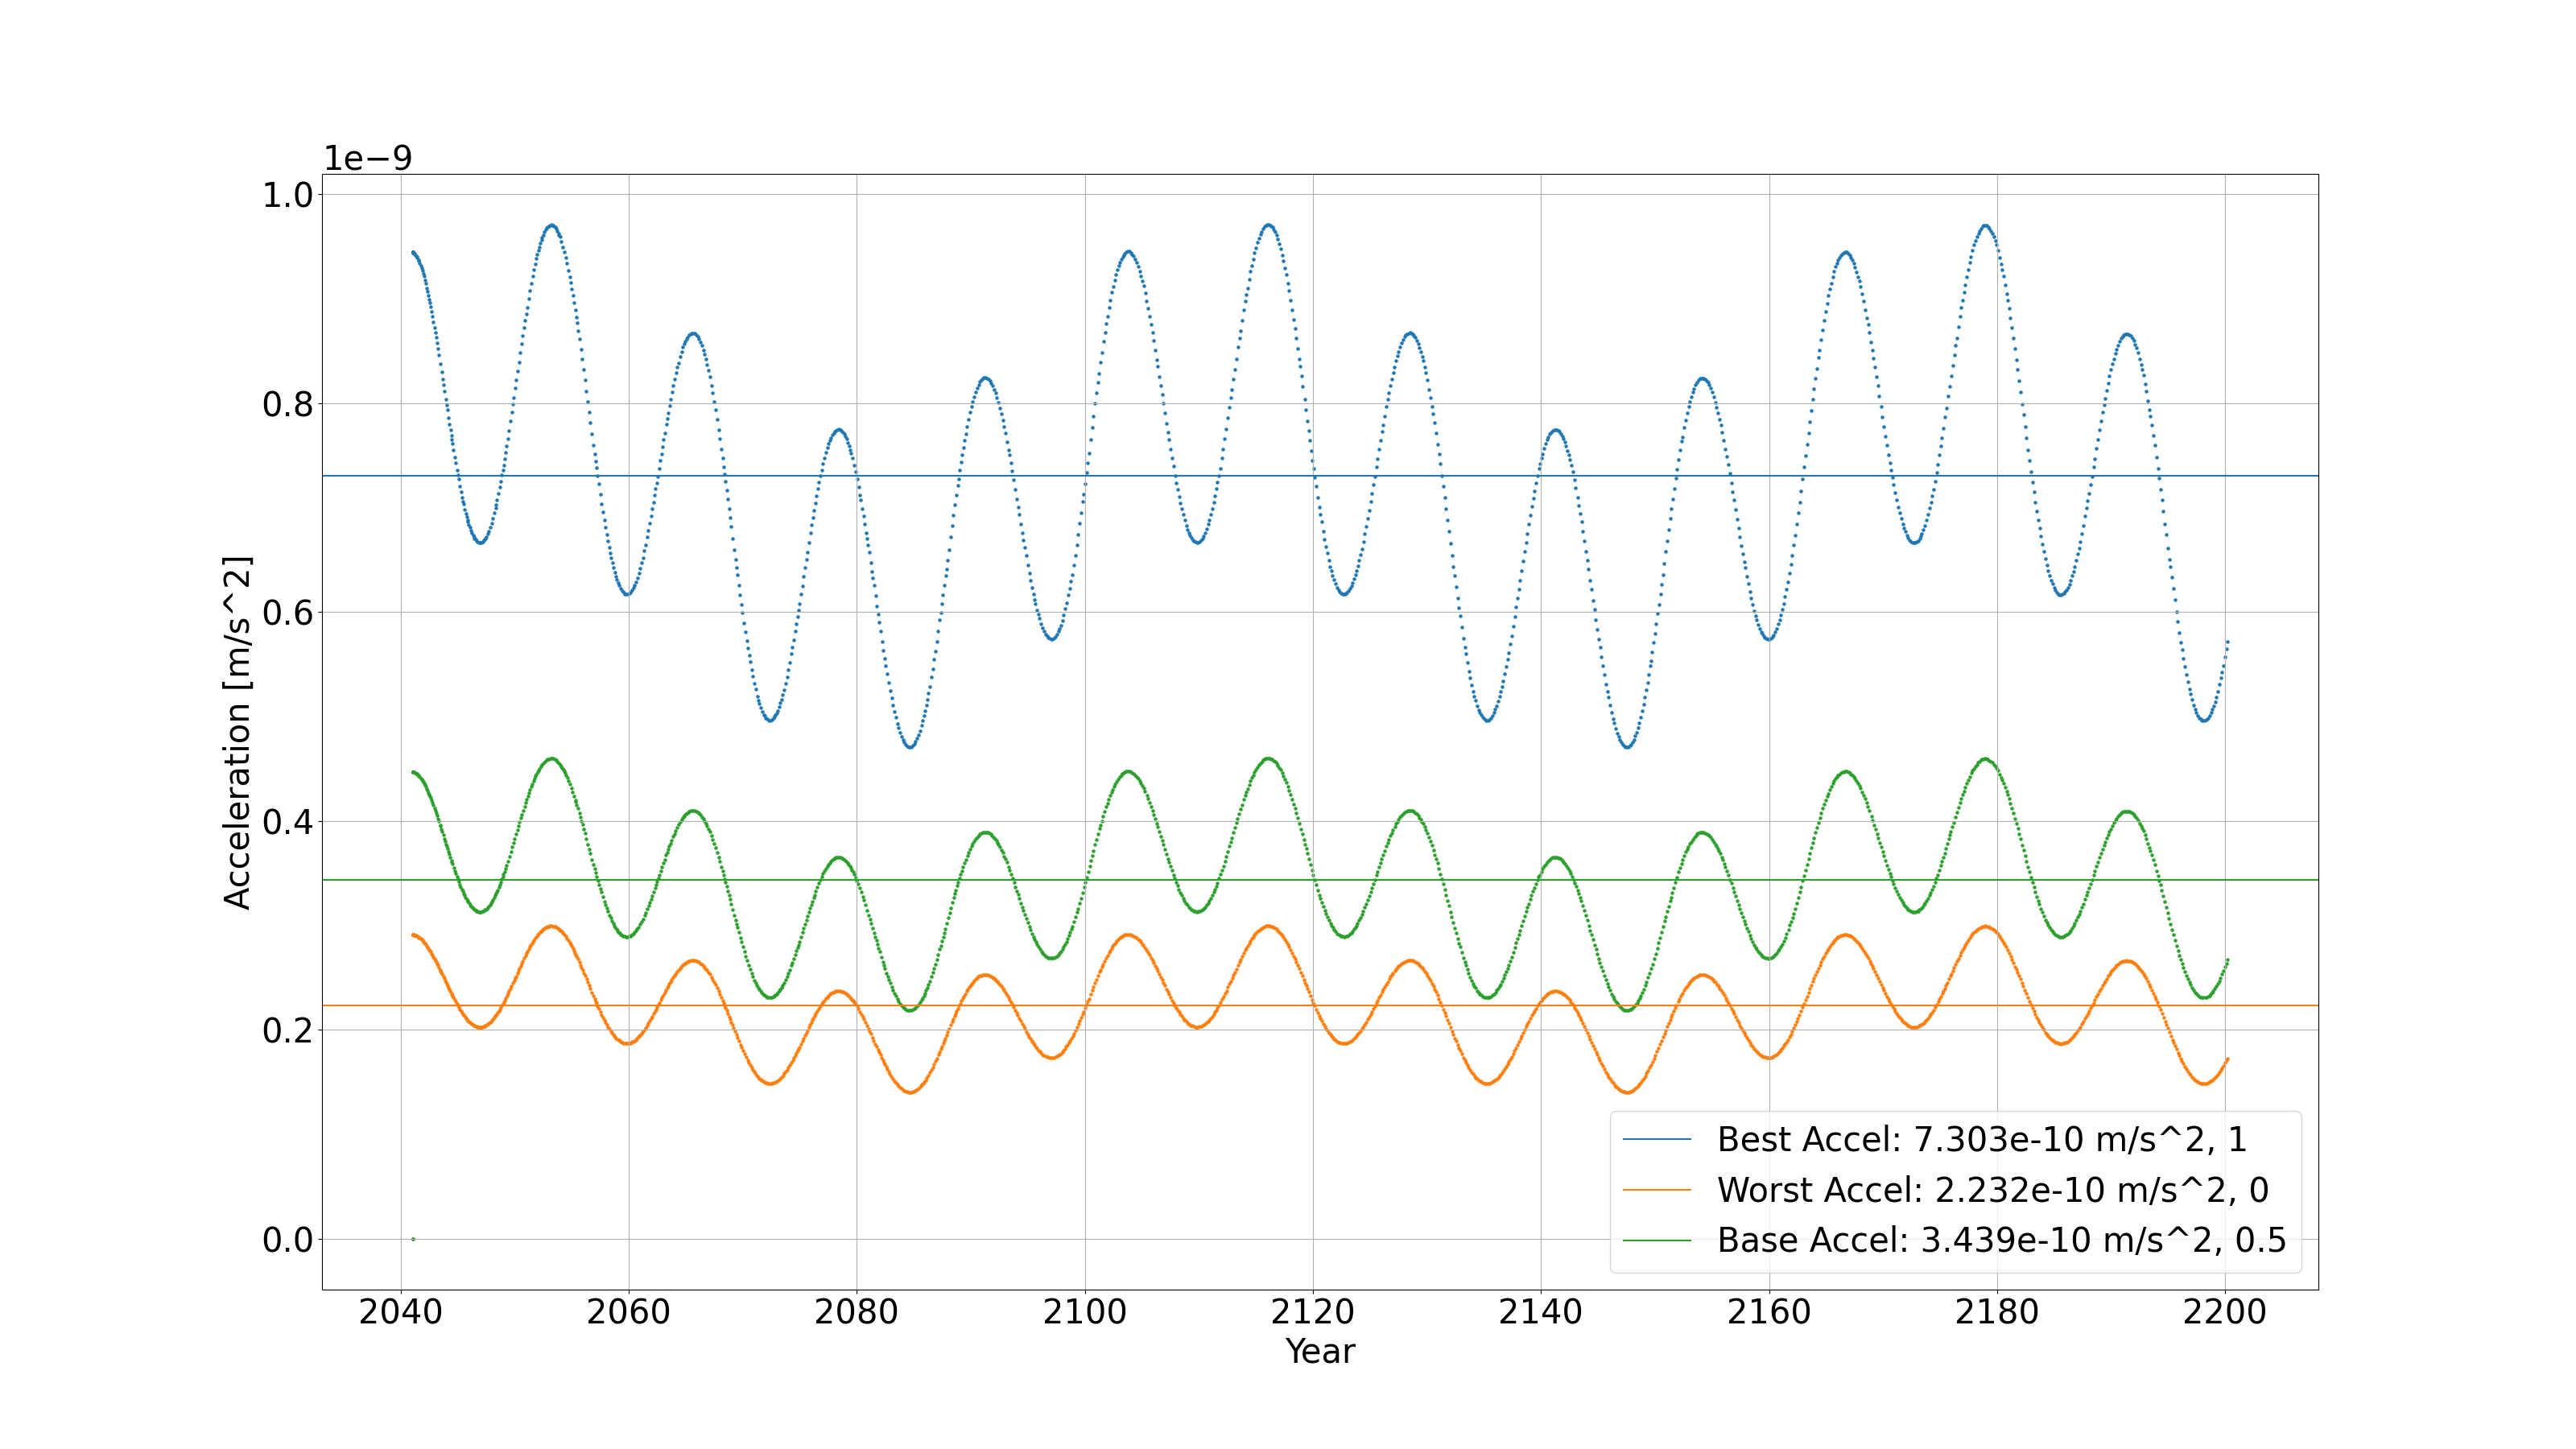 1e−9
1.0
0.8
0.6
0.4
0.2
0.0
Acceleration [m/s^2]
Best Accel: 7.303e-10 m/s^2, 1
Worst Accel: 2.232e-10 m/s^2, 0
Base Accel: 3.439e-10 m/s^2, 0.5
2040 2060 2080 2100 2120 2140 2160 2180 2200
Year